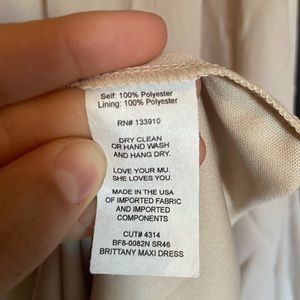 Self: 100% Polyester
Lining: 100% Polyester
RN# 133910
DRY CLEAN
OR HAND WASH
AND HANG DRY.
LOVE YOUR MU.
SHE LOVES YOU.
MADE IN THE USA
OF IMPORTED FABRIC
AND IMPORTED
COMPONENTS
CUT# 4314
BF8-0082N SR46
BRITTANY MAXI DRESS